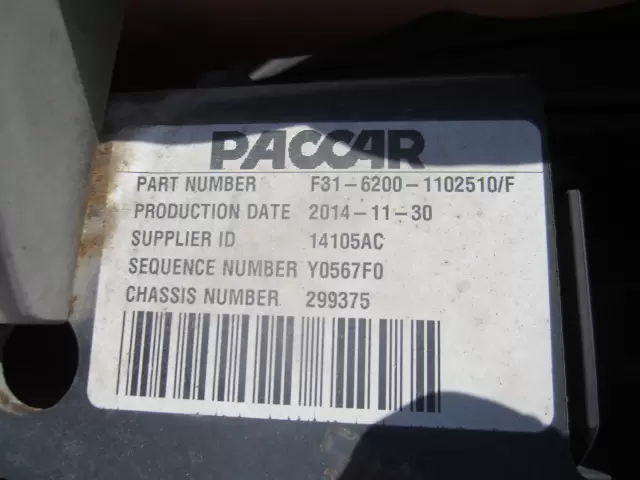 PACCAR
PART NUMBER F31-6200-1102510/F
PRODUCTION DATE 2014-11-30
SUPPLIER ID 14105AC
SEQUENCE NUMBER Y0567F0
CHASSIS NUMBER 299375